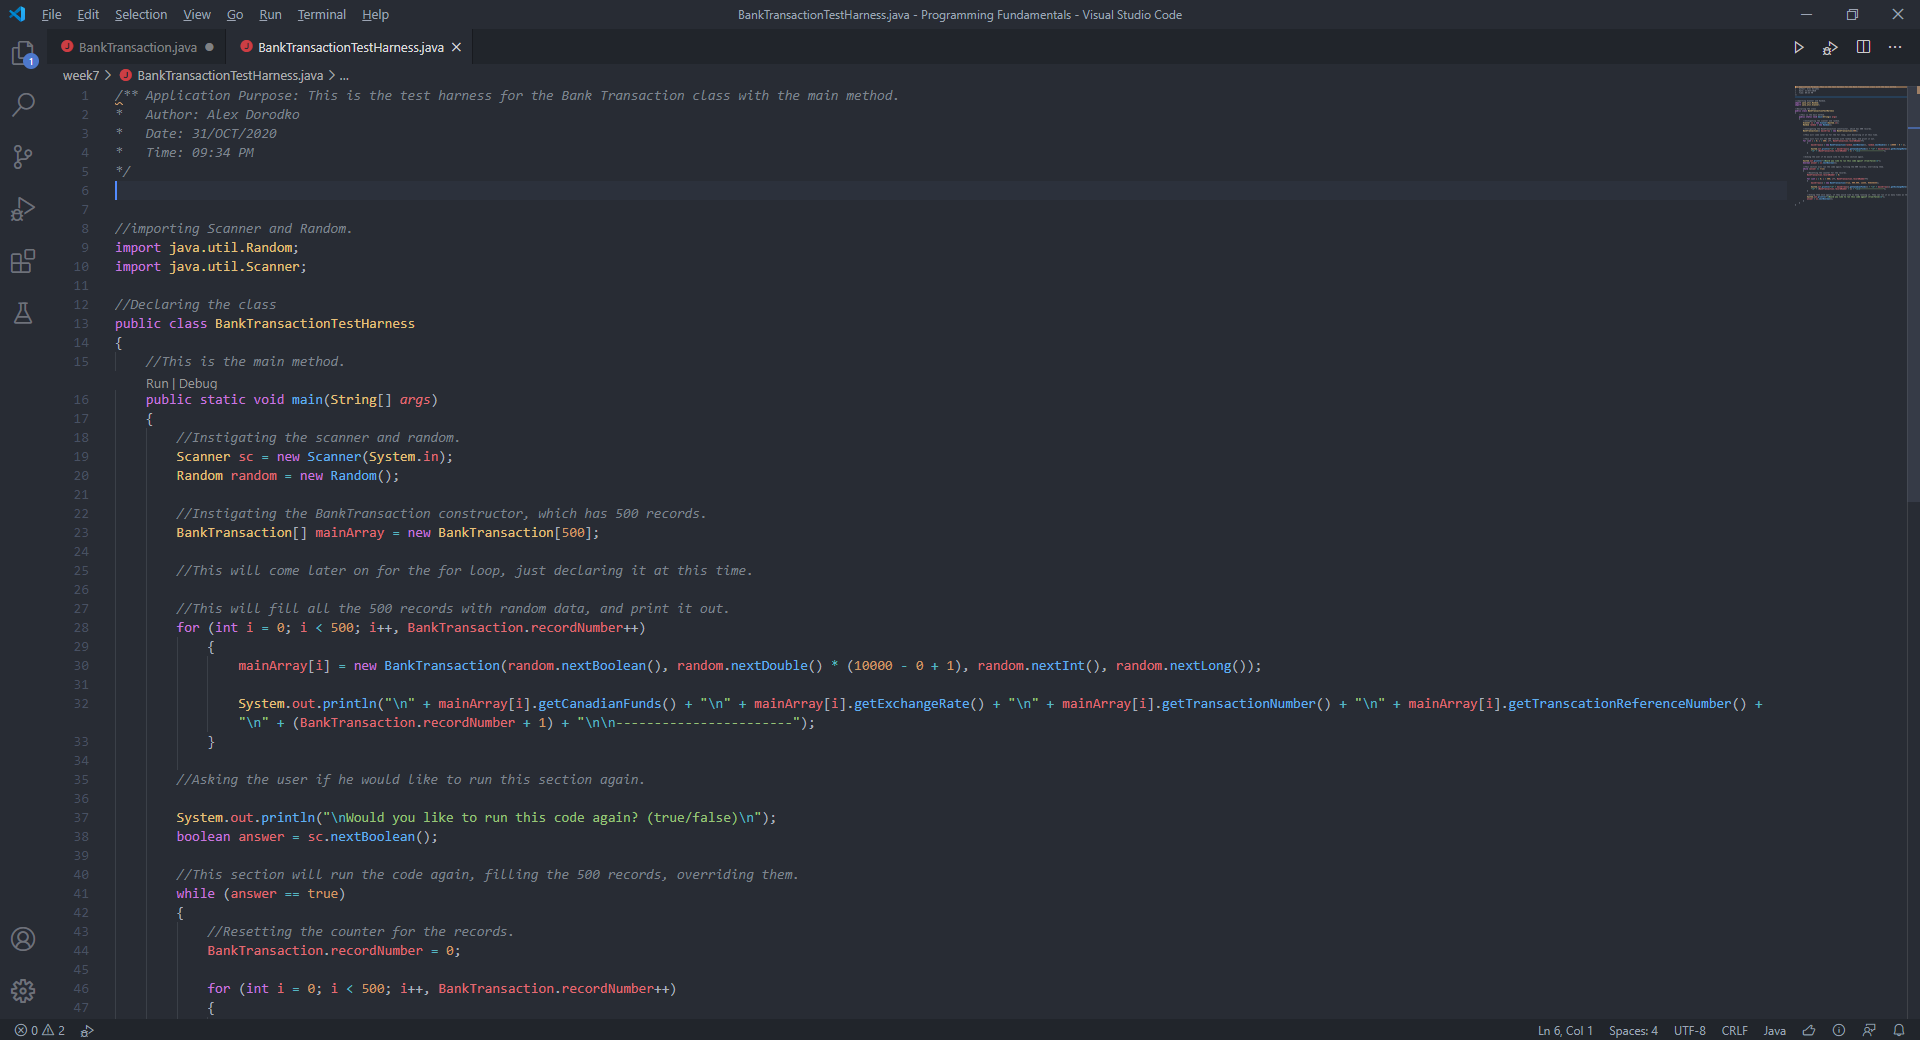 File Edit Selection View Go Run Terminal Help
BankTransactionTestHarness.java - Programming Fundamentals - Visual Studio Code
1
BankTransaction.java
BankTransactionTestHarness.java
week7 > BankTransactionTestHarness.java > ...
1 /** Application Purpose: This is the test harness for the Bank Transaction class with the main method.
2 *   Author: Alex Dorodko
3 *   Date: 31/OCT/2020
4 *   Time: 09:34 PM
5 */
6
7
8 //importing Scanner and Random.
9 import java.util.Random;
10 import java.util.Scanner;
11
12 //Declaring the class
13 public class BankTransactionTestHarness
14 {
15     //This is the main method.
Run | Debug
16     public static void main(String[] args)
17     {
18         //Instigating the scanner and random.
19         Scanner sc = new Scanner(System.in);
20         Random random = new Random();
21
22         //Instigating the BankTransaction constructor, which has 500 records.
23         BankTransaction[] mainArray = new BankTransaction[500];
24
25         //This will come later on for the for loop, just declaring it at this time.
26
27         //This will fill all the 500 records with random data, and print it out.
28         for (int i = 0; i < 500; i++, BankTransaction.recordNumber++)
29             {
30                 mainArray[i] = new BankTransaction(random.nextBoolean(), random.nextDouble() * (10000 - 0 + 1), random.nextInt(), random.nextLong());
31
32                 System.out.println("\n" + mainArray[i].getCanadianFunds() + "\n" + mainArray[i].getExchangeRate() + "\n" + mainArray[i].getTransactionNumber() + "\n" + mainArray[i].getTranscationReferenceNumber() +
                "\n" + (BankTransaction.recordNumber + 1) + "\n\n-----------------------");
33             }
34
35         //Asking the user if he would like to run this section again.
36
37         System.out.println("\nWould you like to run this code again? (true/false)\n");
38         boolean answer = sc.nextBoolean();
39
40         //This section will run the code again, filling the 500 records, overriding them.
41         while (answer == true)
42         {
43             //Resetting the counter for the records.
44             BankTransaction.recordNumber = 0;
45
46             for (int i = 0; i < 500; i++, BankTransaction.recordNumber++)
47             {
0 2
Ln 6, Col 1 Spaces: 4 UTF-8 CRLF Java